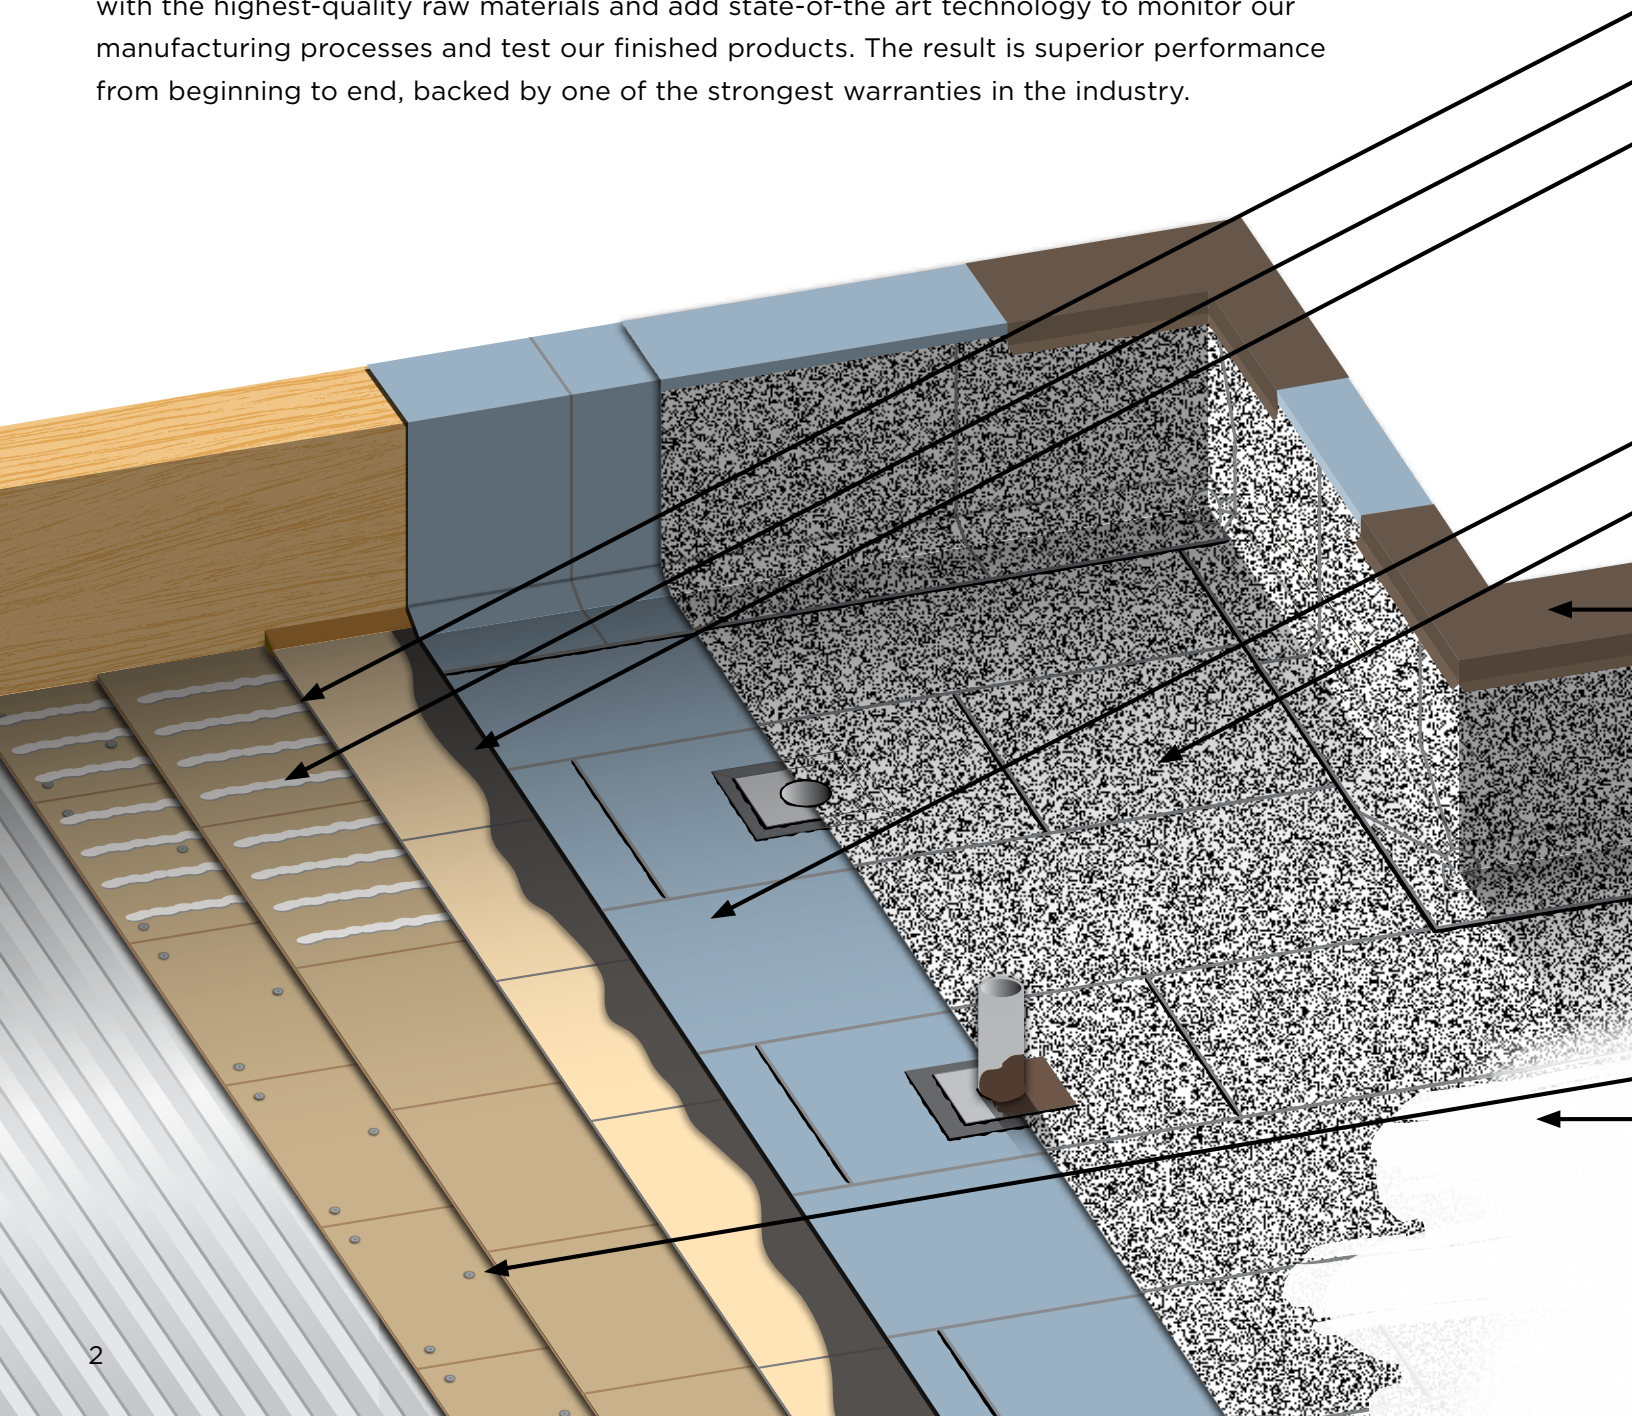 with the highest-quality raw materials and add state-of-the art technology to monitor our
manufacturing processes and test our finished products. The result is superior performance
from beginning to end, backed by one of the strongest warranties in the industry.
2